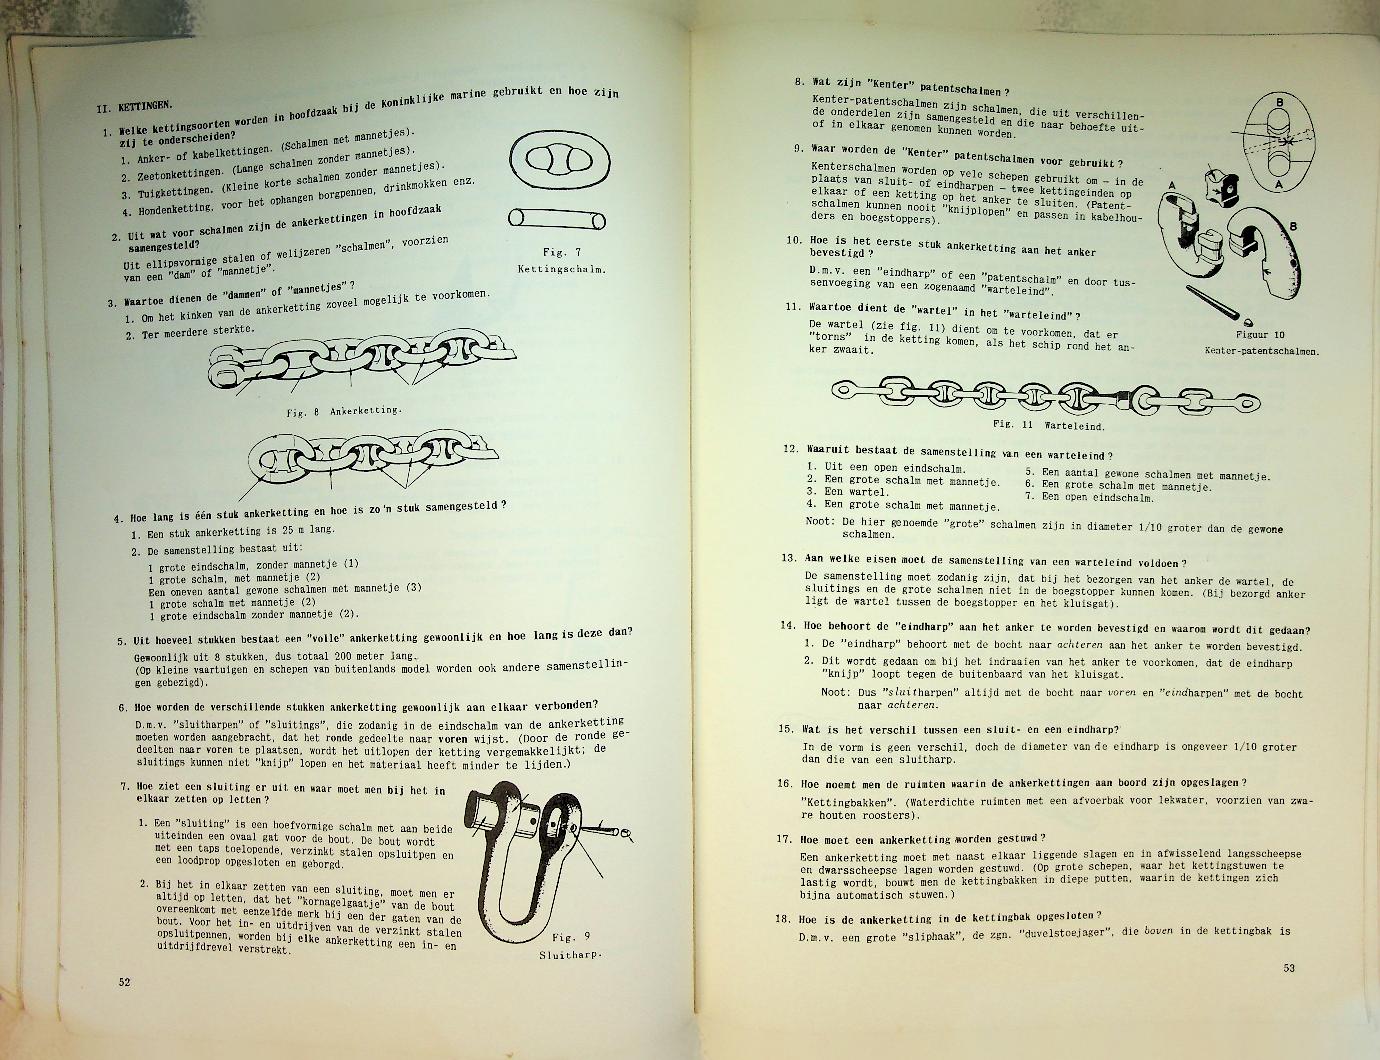 II. KETTINGEN.
1. Welke kettingsoorten worden in hoofdzaak bij de Koninklijke marine gebruikt en hoe zijn
zij te onderscheiden?
1. Anker- of kabelkettingen. (Schalmen met mannetjes).
2. Zeetonkettingen. (Lange schalmen zonder mannetjes).
3. Tuigkettingen. (Kleine korte schalmen zonder mannetjes).
4. Hondenketting, voor het ophangen borgpennen, drinkmokken enz.
Fig. 7
Kettingschalm.
2. Uit wat voor schalmen zijn de ankerkettingen in hoofdzaak
samengesteld?
Uit ellipsvormige stalen of welijzeren "schalmen", voorzien
van een "dam" of "mannetje".
3. Waartoe dienen de "dammen" of "mannetjes"?
1. Om het kinken van de ankerketting zoveel mogelijk te voorkomen.
2. Ter meerdere sterkte.
Fig. 8 Ankerketting.
4. Hoe lang is één stuk ankerketting en hoe is zo'n stuk samengesteld?
1. Een stuk ankerketting is 25 m lang.
2. De samenstelling bestaat uit:
1 grote eindschalm, zonder mannetje (1)
1 grote schalm, met mannetje (2)
Een oneven aantal gewone schalmen met mannetje (3)
1 grote schalm met mannetje (2)
1 grote eindschalm zonder mannetje (2).
5. Uit hoeveel stukken bestaat een "volle" ankerketting gewoonlijk en hoe lang is deze dan?
Gewoonlijk uit 8 stukken, dus totaal 200 meter lang.
(Op kleine vaartuigen en schepen van buitenlands model worden ook andere samenstellin-
gen gebezigd).
6. Hoe worden de verschillende stukken ankerketting gewoonlijk aan elkaar verbonden?
D.m.v. "sluitharpen" of "sluitings", die zodanig in de eindschalm van de ankerketting
moeten worden aangebracht, dat het ronde gedeelte naar voren wijst. (Door de ronde ge-
deelten naar voren te plaatsen, wordt het uitlopen der ketting vergemakkelijkt; de
sluitings kunnen niet "knijp" lopen en het materiaal heeft minder te lijden.)
7. Hoe ziet een sluiting er uit en waar moet men bij het in
elkaar zetten op letten?
1. Een "sluiting" is een hoefvormige schalm met aan beide
uiteinden een ovaal gat voor de bout. De bout wordt
met een taps toelopende, verzinkt stalen opsluitpen en
een loodprop opgesloten en geborgd.
2. Bij het in elkaar zetten van een sluiting, moet men er
altijd op letten, dat het "kornagelgaatje" van de bout
overeenkomt met eenzelfde merk bij een der gaten van de
bout. Voor het in- en uitdrijven van de verzinkt stalen
opsluitpennen, worden bij elke ankerketting een in- en
uitdrijfdrevel verstrekt.
Fig. 9
Sluitharp.
52
8. Wat zijn "Kenter" patentschalmen?
Kenter-patentschalmen zijn schalmen, die uit verschillen-
de onderdelen zijn samengesteld en die naar behoefte uit-
of in elkaar genomen kunnen worden.
9. Waar worden de "Kenter" patentschalmen voor gebruikt?
Kenterschalmen worden op vele schepen gebruikt om - in de
plaats van sluit- of eindharpen - twee kettingeinden op
elkaar of een ketting op het anker te sluiten. (Patent-
schalmen kunnen nooit "knijplopen" en passen in kabelhou-
ders en boegstoppers).
10. Hoe is het eerste stuk ankerketting aan het anker
bevestigd?
D.m.v. een "eindharp" of een "patentschalm" en door tus-
senvoeging van een zogenaamd "warteleind".
11. Waartoe dient de "wartel" in het "warteleind"?
De wartel (zie fig. 11) dient om te voorkomen, dat er
"torns" in de ketting komen, als het schip rond het an-
ker zwaait.
B
A
A
B
Figuur 10
Kenter-patentschalmen.
Fig. 11 Warteleind.
12. Waaruit bestaat de samenstelling van een warteleind?
1. Uit een open eindschalm.
2. Een grote schalm met mannetje.
3. Een wartel.
4. Een grote schalm met mannetje.
5. Een aantal gewone schalmen met mannetje.
6. Een grote schalm met mannetje.
7. Een open eindschalm.
Noot: De hier genoemde "grote" schalmen zijn in diameter 1/10 groter dan de gewone
schalmen.
13. Aan welke eisen moet de samenstelling van een warteleind voldoen?
De samenstelling moet zodanig zijn, dat bij het bezorgen van het anker de wartel, de
sluitings en de grote schalmen niet in de boegstopper kunnen komen. (Bij bezorgd anker
ligt de wartel tussen de boegstopper en het kluisgat).
14. Hoe behoort de "eindharp" aan het anker te worden bevestigd en waarom wordt dit gedaan?
1. De "eindharp" behoort met de bocht naar achteren aan het anker te worden bevestigd.
2. Dit wordt gedaan om bij het indraaien van het anker te voorkomen, dat de eindharp
"knijp" loopt tegen de buitenbaard van het kluisgat.
Noot: Dus "sluitharpen" altijd met de bocht naar voren en "eindharpen" met de bocht
naar achteren.
15. Wat is het verschil tussen een sluit- en een eindharp?
In de vorm is geen verschil, doch de diameter van de eindharp is ongeveer 1/10 groter
dan die van een sluitharp.
16. Hoe noemt men de ruimten waarin de ankerkettingen aan boord zijn opgeslagen?
"Kettingbakken". (Waterdichte ruimten met een afvoerbak voor lekwater, voorzien van zwa-
re houten roosters).
17. Hoe moet een ankerketting worden gestuwd?
Een ankerketting moet met naast elkaar liggende slagen en in afwisselend langsscheepse
en dwarsscheepse lagen worden gestuwd. (Op grote schepen, waar het kettingstuwen te
lastig wordt, bouwt men de kettingbakken in diepe putten, waarin de kettingen zich
bijna automatisch stuwen.)
18. Hoe is de ankerketting in de kettingbak opgesloten?
D.m.v. een grote "sliphaak", de zgn. "duvelstoejager", die boven in de kettingbak is
53